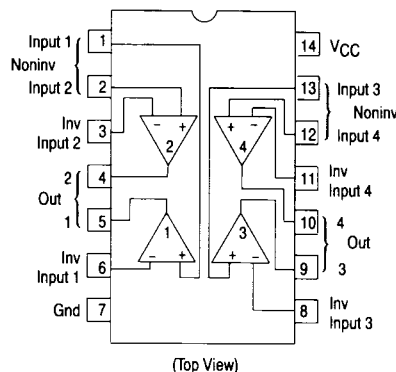 Input 1
Noninv
Input 2
Inv
Input 2
2
Out
1
Inv
Input 1
Gnd
1
2
3
4
5
6
7
- +
2
+ -
4
1
- +
3
+ -
14
13
12
11
10
9
8
VCC
Input 3
Noninv
Input 4
Inv
Input 4
4
Out
3
Inv
Input 3
(Top View)